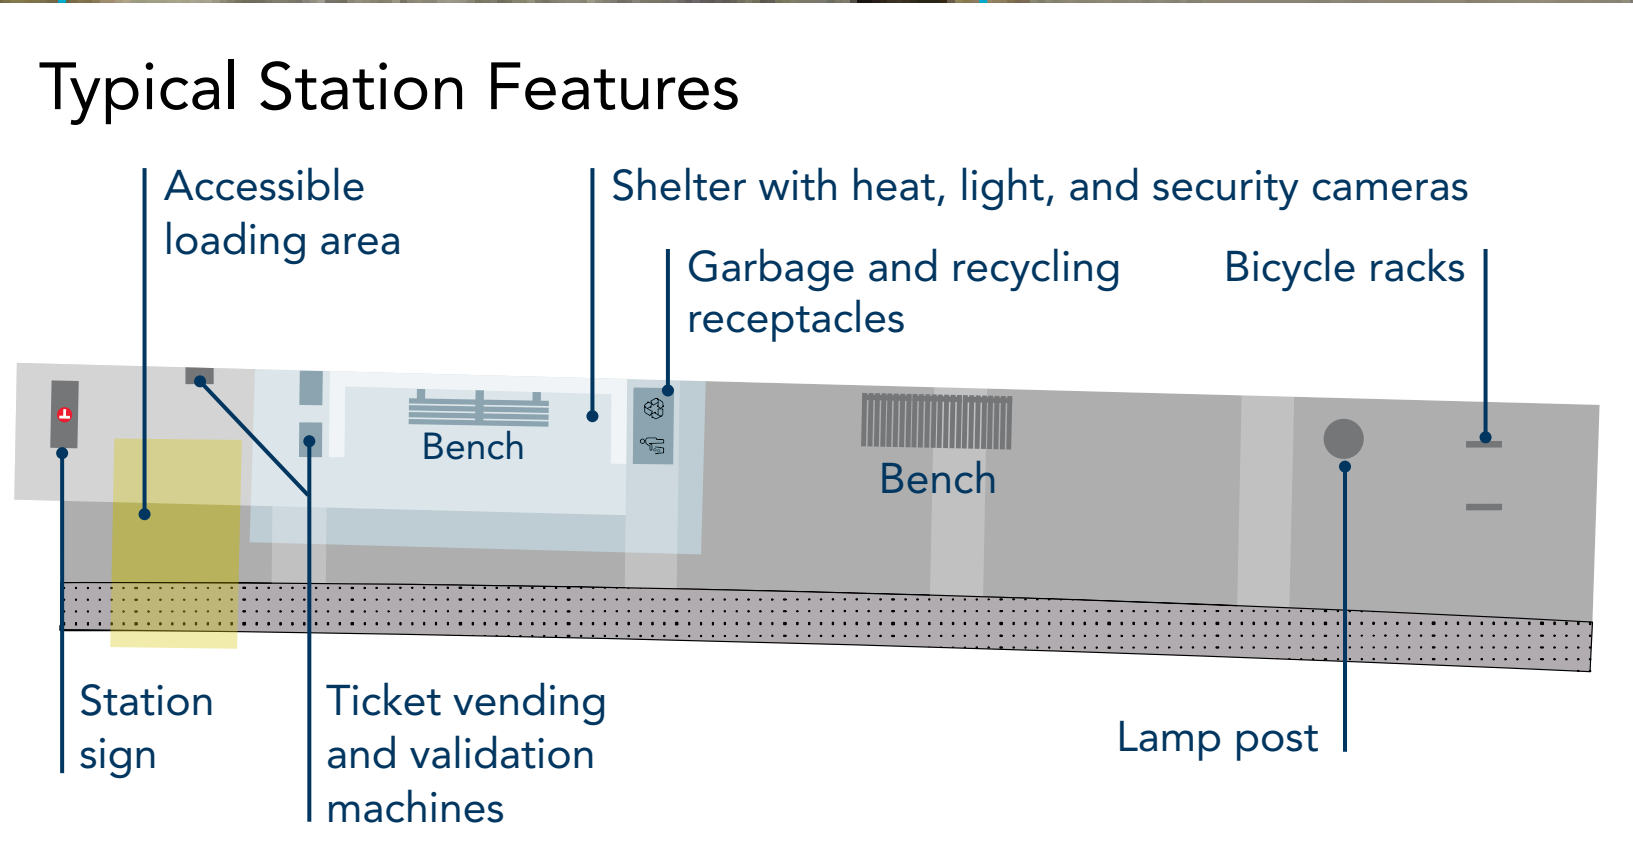 Typical Station Features
Accessible
loading area
Shelter with heat, light, and security cameras
Garbage and recycling
receptacles
Bicycle racks
Bench
Bench
Station
sign
Ticket vending
and validation
machines
Lamp post